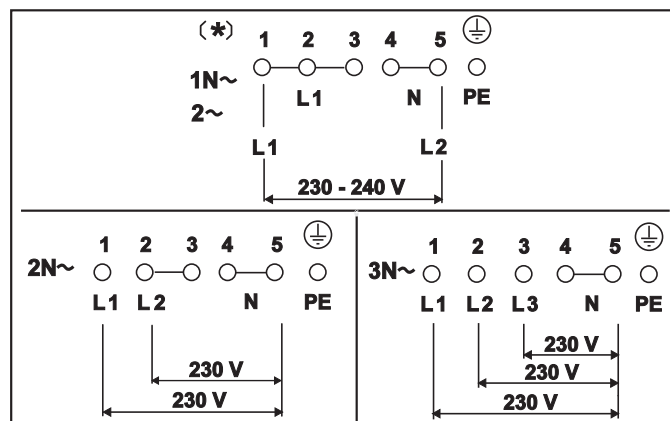 (*) 1 2 3 4 5
1N~
L1 N PE
2~
L1 L2
230 - 240 V
1 2 3 4 5
2N~
L1 L2 N PE
230 V
230 V
1 2 3 4 5
3N~
L1 L2 L3 N PE
230 V
230 V
230 V